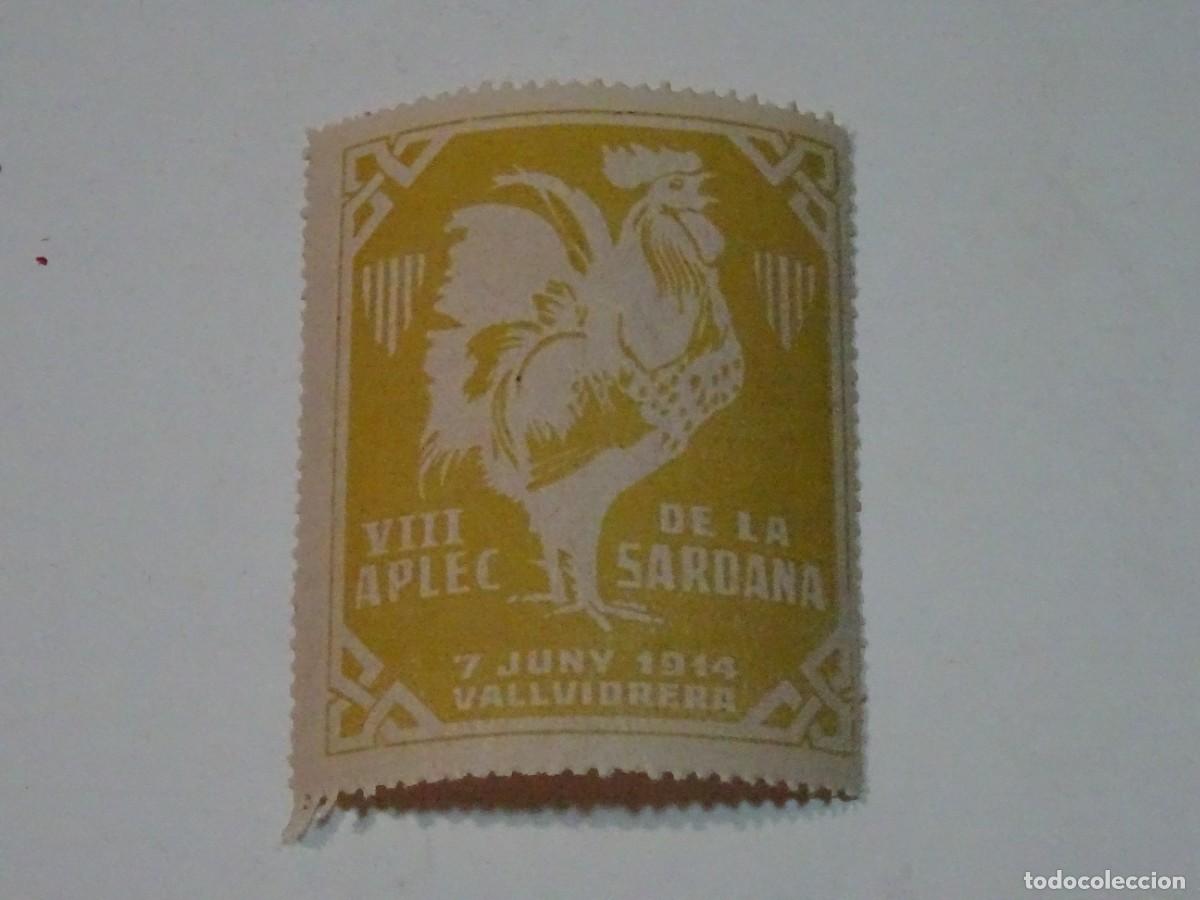 VIII
APLEC
DE LA
SARDANA
7 JUNY 1914
VALLVIDRERA
todocoleccion